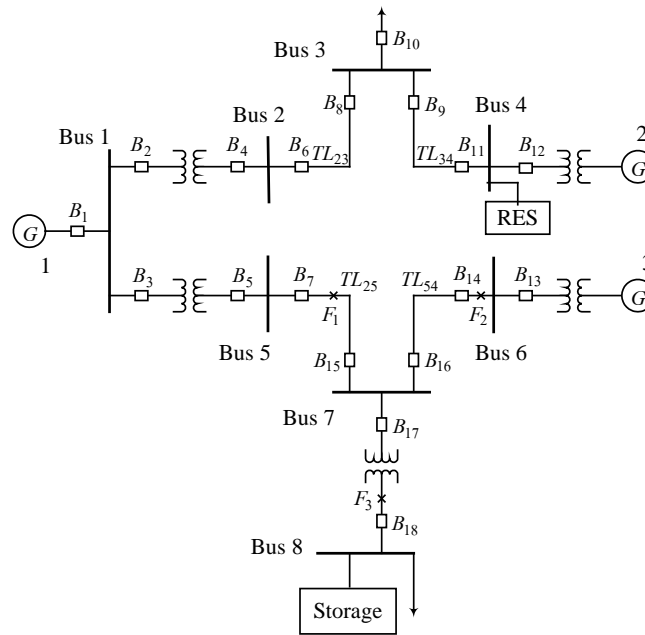 B10
Bus 3
B8
B9
Bus 4
Bus 2
Bus 1
B2
B4
B6
TL23
TL34
B11
B12
2
G
RES
B1
G
1
B3
B5
B7
TL25
TL54
B14
B13
3
G
F1
F2
Bus 5
B15
B16
Bus 6
Bus 7
B17
F3
B18
Bus 8
Storage